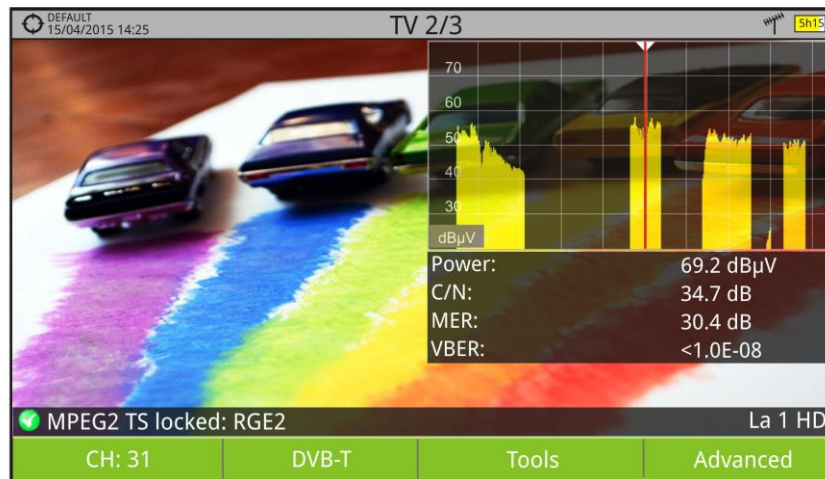 DEFAULT
15/04/2015 14:25
TV 2/3
5h15
70
60
50
40
30
dBµV
Power: 69.2 dBµV
C/N: 34.7 dB
MER: 30.4 dB
VBER: <1.0E-08
MPEG2 TS locked: RGE2
La 1 HD
CH: 31
DVB-T
Tools
Advanced